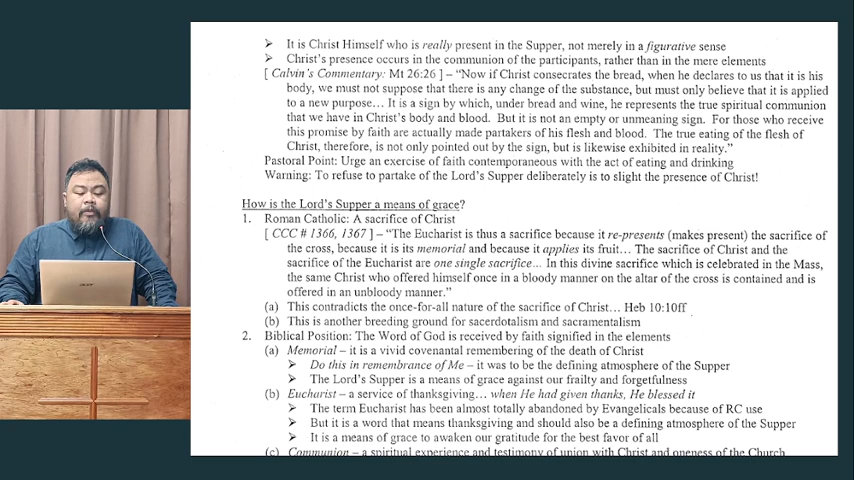 ➢ It is Christ Himself who is really present in the Supper, not merely in a figurative sense
➢ Christ's presence occurs in the communion of the participants, rather than in the mere elements
[ Calvin's Commentary: Mt 26:26 ] – "Now if Christ consecrates the bread, when he declares to us that it is his
body, we must not suppose that there is any change of the substance, but must only believe that it is applied
to a new purpose… It is a sign by which, under bread and wine, he represents the true spiritual communion
that we have in Christ's body and blood. But it is not an empty or unmeaning sign. For those who receive
this promise by faith are actually made partakers of his flesh and blood. The true eating of the flesh of
Christ, therefore, is not only pointed out by the sign, but is likewise exhibited in reality."
Pastoral Point: Urge an exercise of faith contemporaneous with the act of eating and drinking
Warning: To refuse to partake of the Lord's Supper deliberately is to slight the presence of Christ!
How is the Lord's Supper a means of grace?
1. Roman Catholic: A sacrifice of Christ
[ CCC # 1366, 1367 ] – "The Eucharist is thus a sacrifice because it re-presents (makes present) the sacrifice of
the cross, because it is its memorial and because it applies its fruit… The sacrifice of Christ and the
sacrifice of the Eucharist are one single sacrifice… In this divine sacrifice which is celebrated in the Mass,
the same Christ who offered himself once in a bloody manner on the altar of the cross is contained and is
offered in an unbloody manner."
(a) This contradicts the once-for-all nature of the sacrifice of Christ… Heb 10:10ff
(b) This is another breeding ground for sacerdotalism and sacramentalism
2. Biblical Position: The Word of God is received by faith signified in the elements
(a) Memorial – it is a vivid covenantal remembering of the death of Christ
➢ Do this in remembrance of Me – it was to be the defining atmosphere of the Supper
➢ The Lord's Supper is a means of grace against our frailty and forgetfulness
(b) Eucharist – a service of thanksgiving… when He had given thanks, He blessed it
➢ The term Eucharist has been almost totally abandoned by Evangelicals because of RC use
➢ But it is a word that means thanksgiving and should also be a defining atmosphere of the Supper
➢ It is a means of grace to awaken our gratitude for the best favor of all
(c) Communion – a spiritual experience and testimony of union with Christ and oneness of the Church
acer